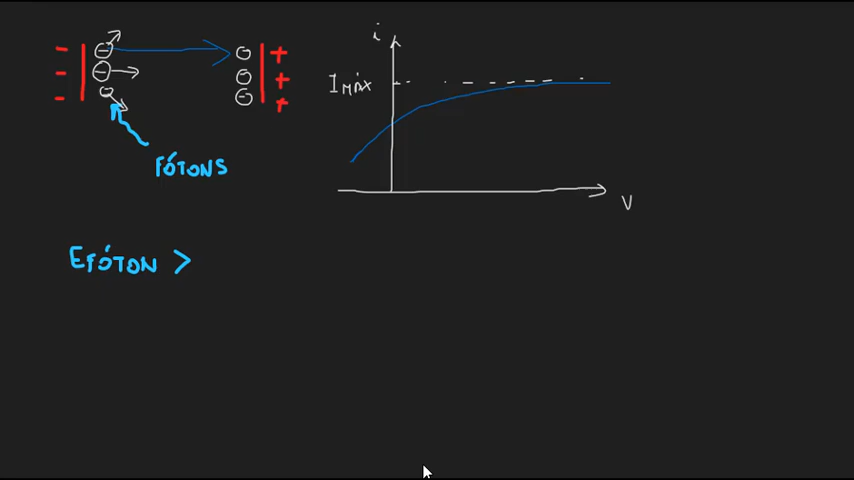 - | ⊖ ○ | +
- | ⊖ ○ | +
- | ○ ⊖ | +
i
Imáx
V
FÓTONS
EFÓTON >